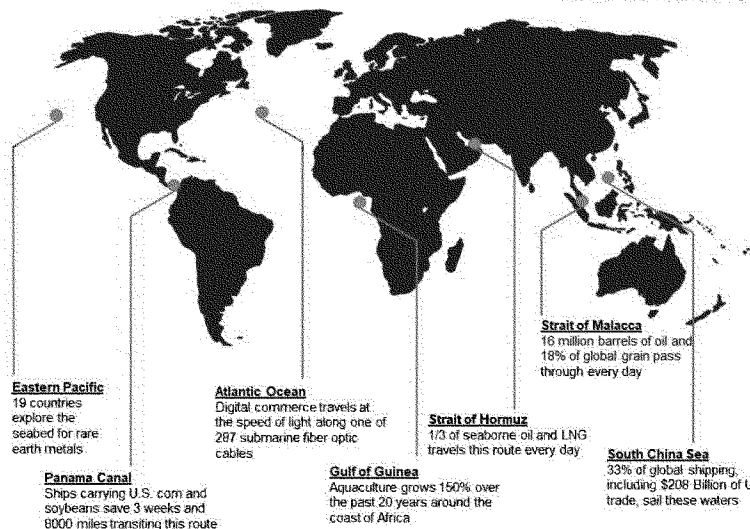 Eastern Pacific
19 countries
explore the
seabed for rare
earth metals
Panama Canal
Ships carrying U.S. corn and
soybeans save 3 weeks and
8000 miles transiting this route
Atlantic Ocean
Digital commerce travels at
the speed of light along one of
297 submarine fiber optic
cables
Gulf of Guinea
Aquaculture grows 150% over
the past 20 years around the
coast of Africa
Strait of Hormuz
1/3 of seaborne oil and LNG
travels this route every day
Strait of Malacca
16 million barrels of oil and
18% of global grain pass
through every day
South China Sea
33% of global shipping,
including $208 Billion of U
trade, sail these waters